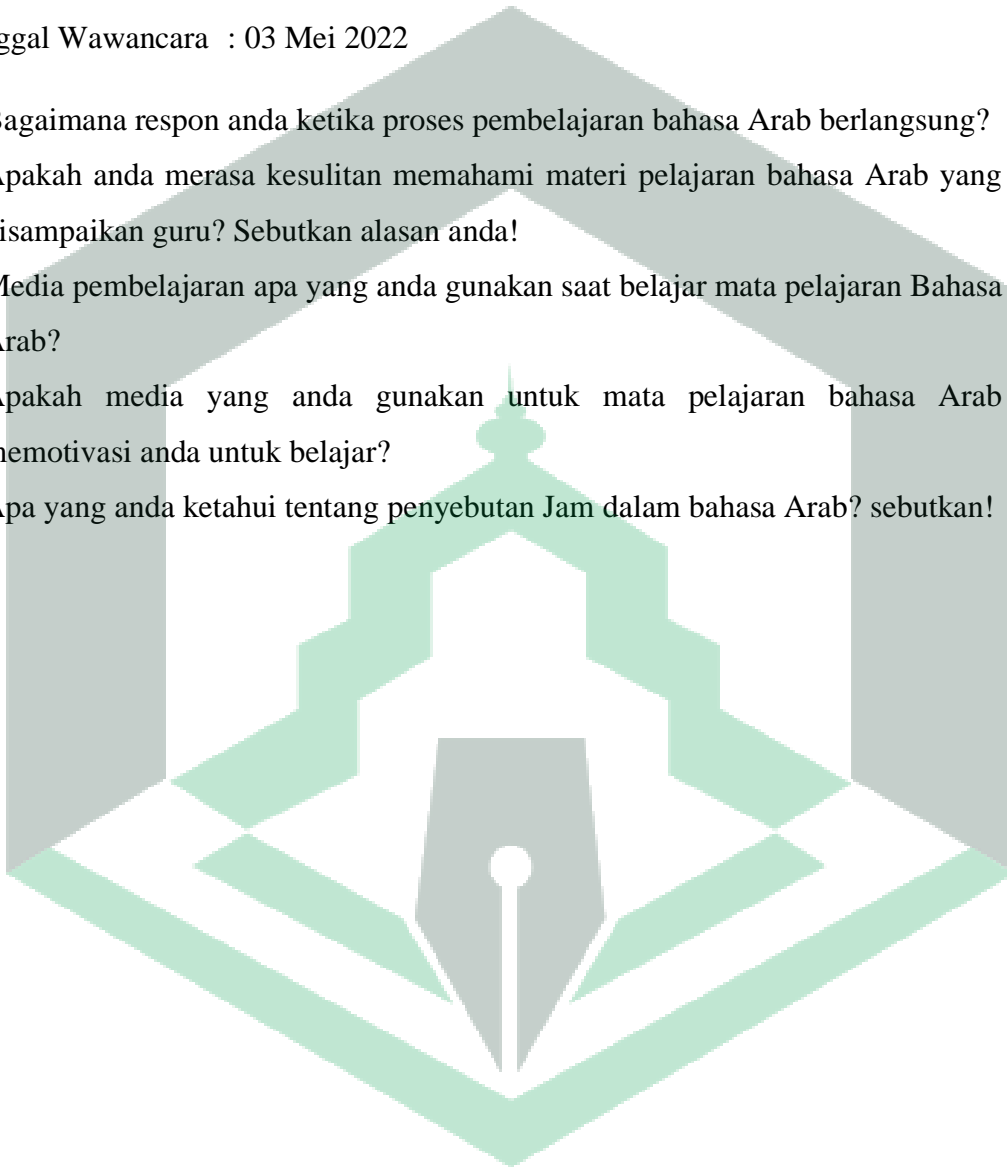 ggal Wawancara : 03 Mei 2022
Bagaimana respon anda ketika proses pembelajaran bahasa Arab berlangsung?
Apakah anda merasa kesulitan memahami materi pelajaran bahasa Arab yang
disampaikan guru? Sebutkan alasan anda!
Media pembelajaran apa yang anda gunakan saat belajar mata pelajaran Bahasa
Arab?
Apakah media yang anda gunakan untuk mata pelajaran bahasa Arab
memotivasi anda untuk belajar?
Apa yang anda ketahui tentang penyebutan Jam dalam bahasa Arab? sebutkan!